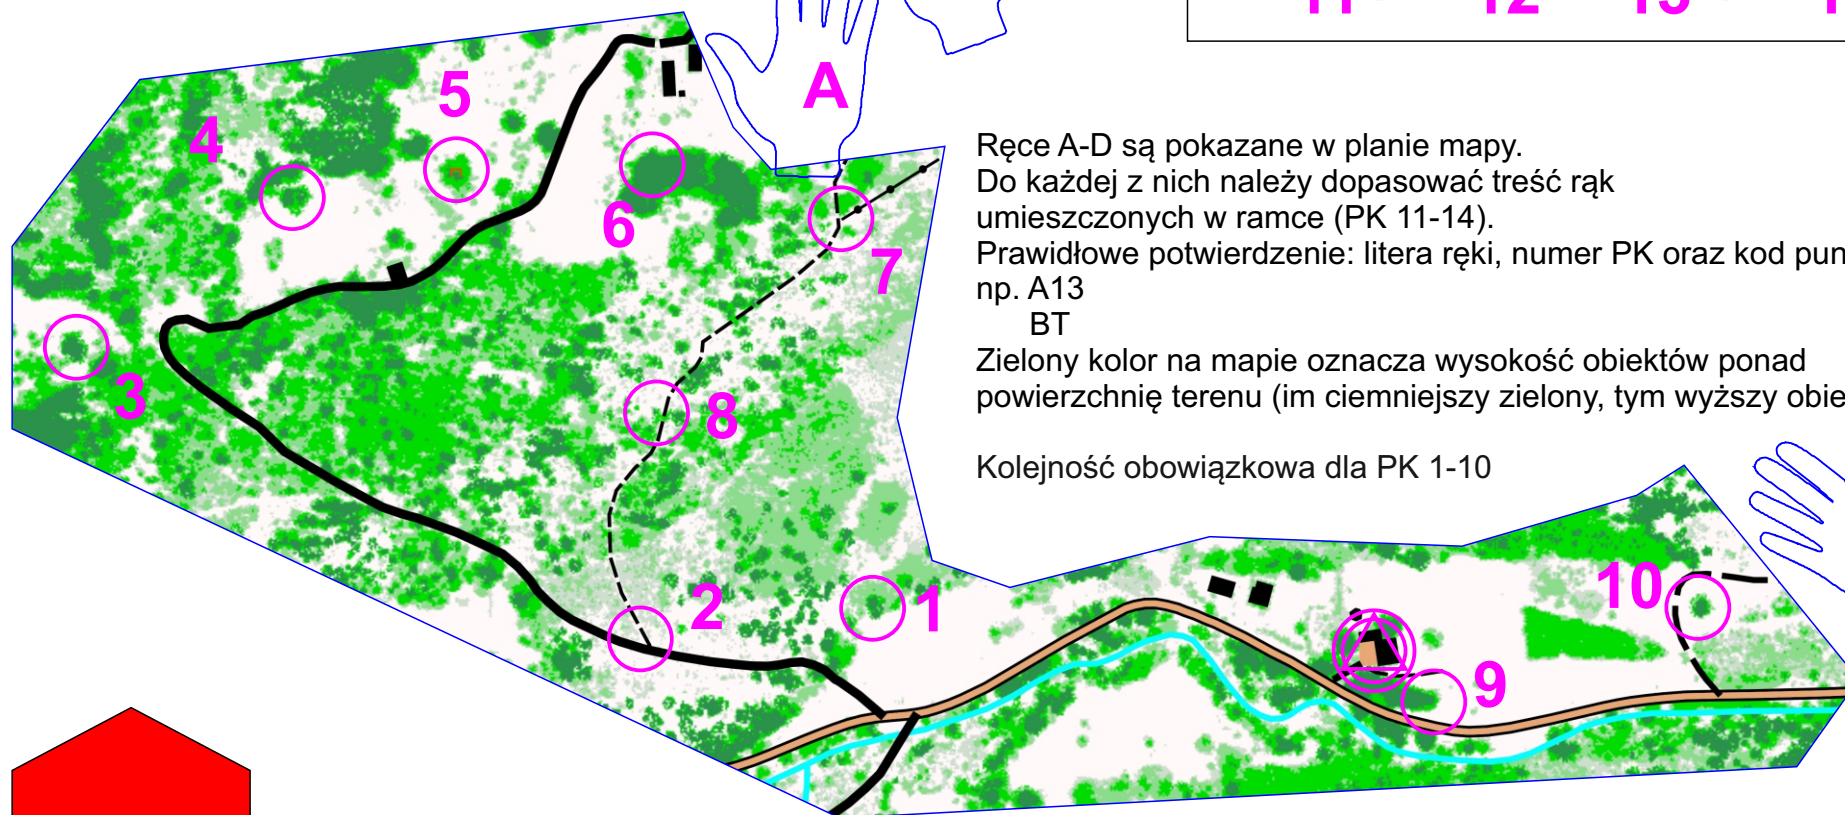 11 12 13
A
5
4
6
7
3
8
2
1
10
9
Ręce A-D są pokazane w planie mapy.
Do każdej z nich należy dopasować treść rąk
umieszczonych w ramce (PK 11-14).
Prawidłowe potwierdzenie: litera ręki, numer PK oraz kod pun
np. A13
BT
Zielony kolor na mapie oznacza wysokość obiektów ponad
powierzchnię terenu (im ciemniejszy zielony, tym wyższy obie
Kolejność obowiązkowa dla PK 1-10